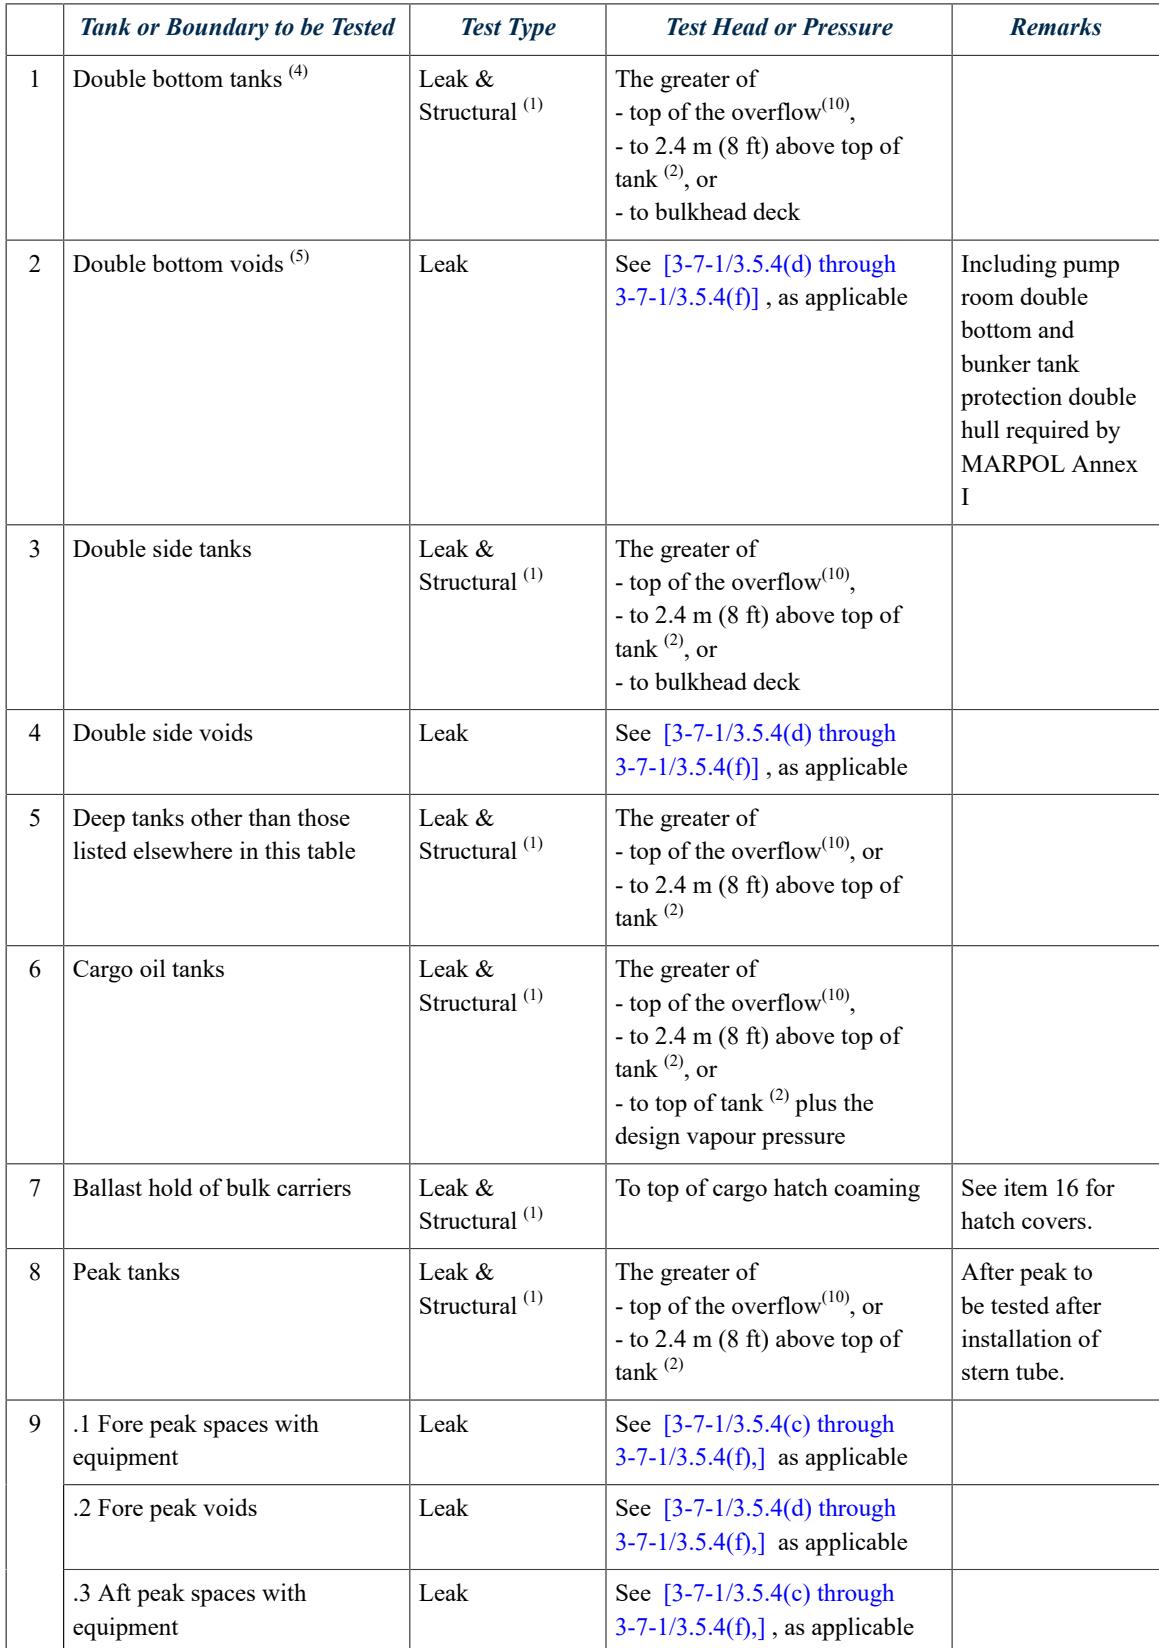 Tank or Boundary to be Tested Test Type Test Head or Pressure Remarks
1 Double bottom tanks (4) Leak & Structural (1) The greater of
- top of the overflow(10),
- to 2.4 m (8 ft) above top of
tank (2), or
- to bulkhead deck
2 Double bottom voids (5) Leak See [3-7-1/3.5.4(d) through
3-7-1/3.5.4(f)] , as applicable
Including pump
room double
bottom and
bunker tank
protection double
hull required by
MARPOL Annex
I
3 Double side tanks Leak &
Structural (1)
The greater of
- top of the overflow(10),
- to 2.4 m (8 ft) above top of
tank (2), or
- to bulkhead deck
4 Double side voids Leak See [3-7-1/3.5.4(d) through
3-7-1/3.5.4(f)] , as applicable
5 Deep tanks other than those
listed elsewhere in this table
Leak &
Structural (1)
The greater of
- top of the overflow(10), or
- to 2.4 m (8 ft) above top of
tank (2)
6 Cargo oil tanks Leak &
Structural (1)
The greater of
- top of the overflow(10),
- to 2.4 m (8 ft) above top of
tank (2), or
- to top of tank (2) plus the
design vapour pressure
7 Ballast hold of bulk carriers Leak &
Structural (1)
To top of cargo hatch coaming
See item 16 for
hatch covers.
8 Peak tanks Leak &
Structural (1)
The greater of
- top of the overflow(10), or
- to 2.4 m (8 ft) above top of
tank (2)
After peak to
be tested after
installation of
stern tube.
9 .1 Fore peak spaces with
equipment
Leak
See [3-7-1/3.5.4(c) through
3-7-1/3.5.4(f),] as applicable
.2 Fore peak voids Leak See [3-7-1/3.5.4(d) through
3-7-1/3.5.4(f),] as applicable
.3 Aft peak spaces with
equipment
Leak
See [3-7-1/3.5.4(c) through
3-7-1/3.5.4(f),] , as applicable